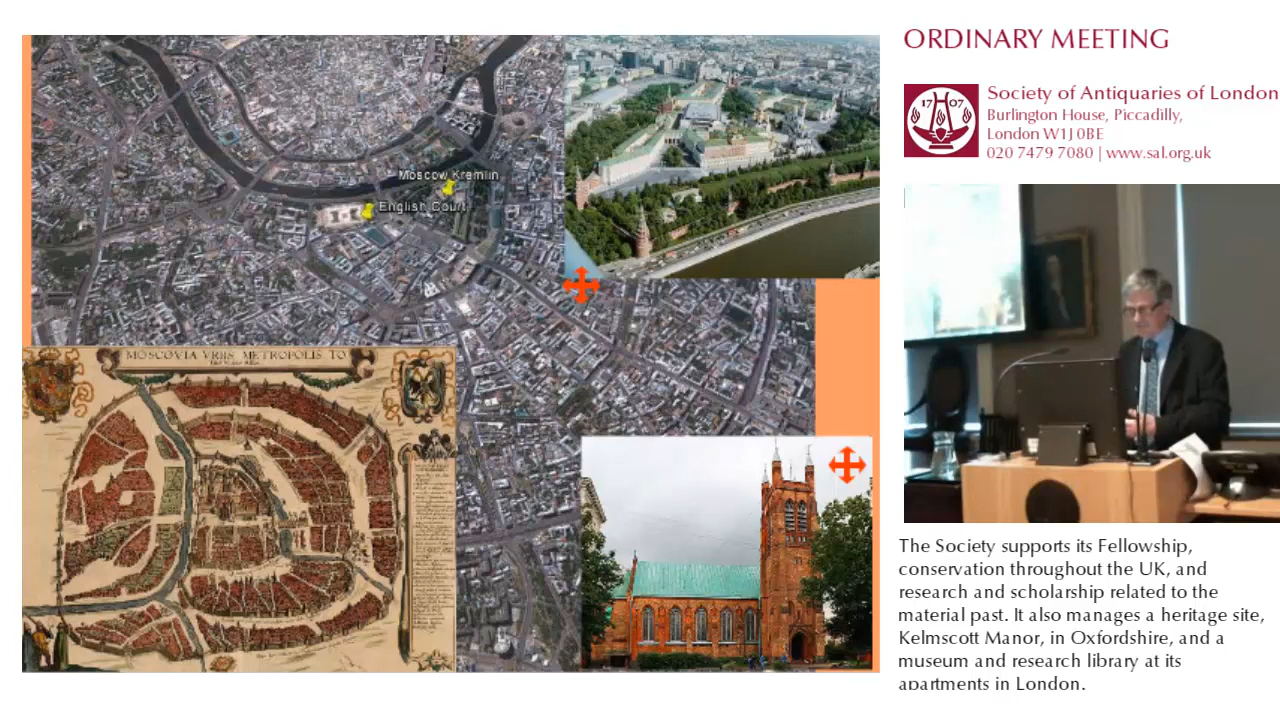 ORDINARY MEETING
1707
Society of Antiquaries of London
Burlington House, Piccadilly,
London W1J 0BE
020 7479 7080 | www.sal.org.uk
Moscow Kremlin
English Court
MOSCOVIA VRBS METROPOLIS TO
The Society supports its Fellowship,
conservation throughout the UK, and
research and scholarship related to the
material past. It also manages a heritage site,
Kelmscott Manor, in Oxfordshire, and a
museum and research library at its
apartments in London.